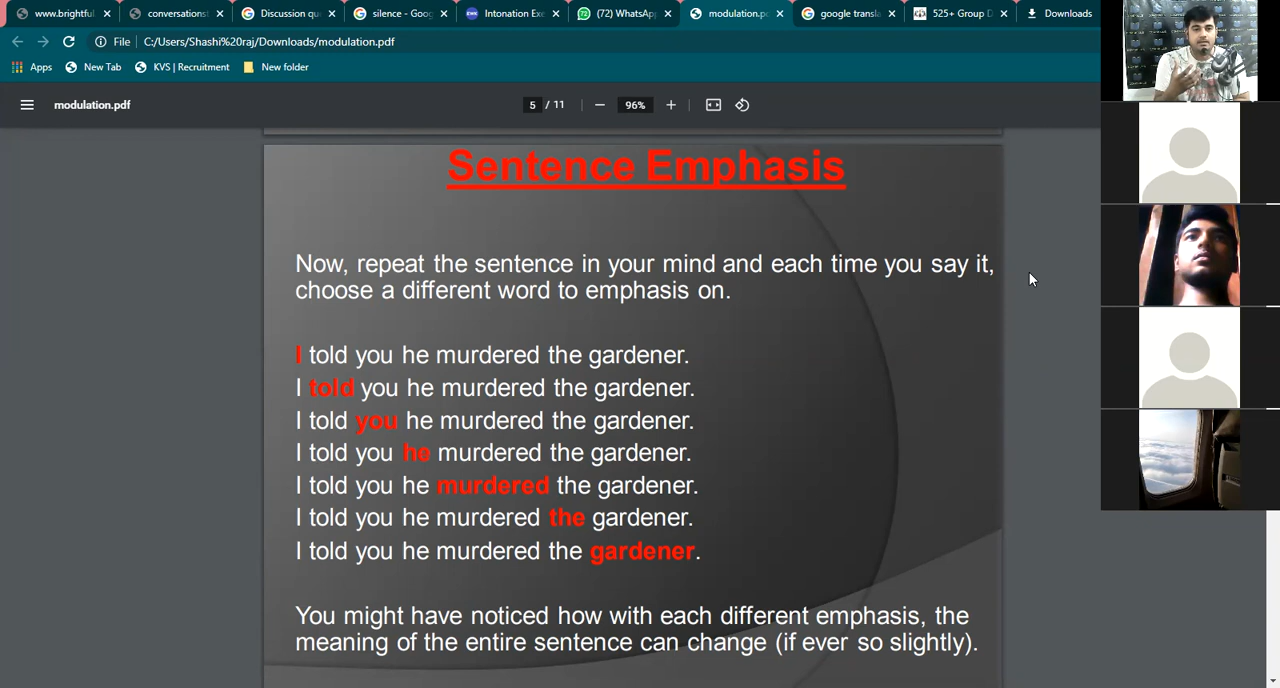 www.brightful
conversationst
Discussion qu
silence - Goo
Intonation Exe
(72) WhatsAp
modulation.pd
google transla
525+ Group D
Downloads
File C:/Users/Shashi%20raj/Downloads/modulation.pdf
Apps New Tab KVS | Recruitment New folder
modulation.pdf 5 / 11 96%
Sentence Emphasis
Now, repeat the sentence in your mind and each time you say it,
choose a different word to emphasis on.
I told you he murdered the gardener.
I told you he murdered the gardener.
I told you he murdered the gardener.
I told you he murdered the gardener.
I told you he murdered the gardener.
I told you he murdered the gardener.
I told you he murdered the gardener.
You might have noticed how with each different emphasis, the
meaning of the entire sentence can change (if ever so slightly).